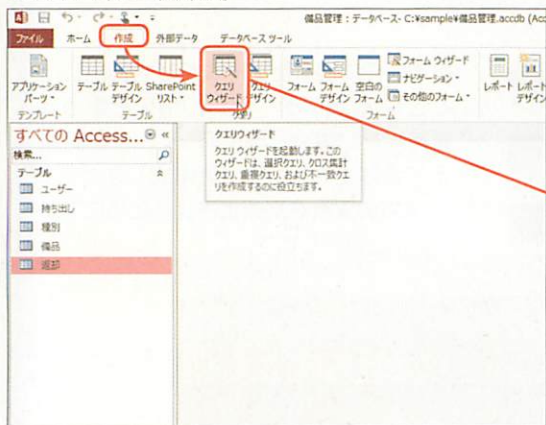 備品管理 : データベース- C:¥sample¥備品管理.accdb (Acc
ファイル ホーム 作成 外部データ データベース ツール
アプリケーション パーツ
テーブル テーブル デザイン SharePoint リスト
クエリ ウィザード クエリ デザイン
フォーム フォーム デザイン 空白の フォーム
フォーム ウィザード
ナビゲーション
その他のフォーム
レポート レポート デザイン
テンプレート テーブル クエリ フォーム
すべての Access...
検索...
テーブル
ユーザー
持ち出し
種別
備品
返却
クエリ ウィザード
クエリ ウィザードを起動します。この
ウィザードは、選択クエリ、クロス集計
クエリ、重複クエリ、および不一致クエ
リを作成するのに役立ちます。